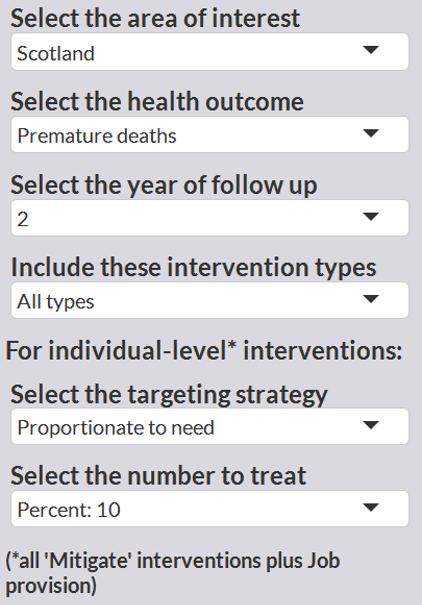 Select the area of interest
Scotland
Select the health outcome
Premature deaths
Select the year of follow up
2
Include these intervention types
All types
For individual-level* interventions:
Select the targeting strategy
Proportionate to need
Select the number to treat
Percent: 10
(*all 'Mitigate' interventions plus Job
provision)